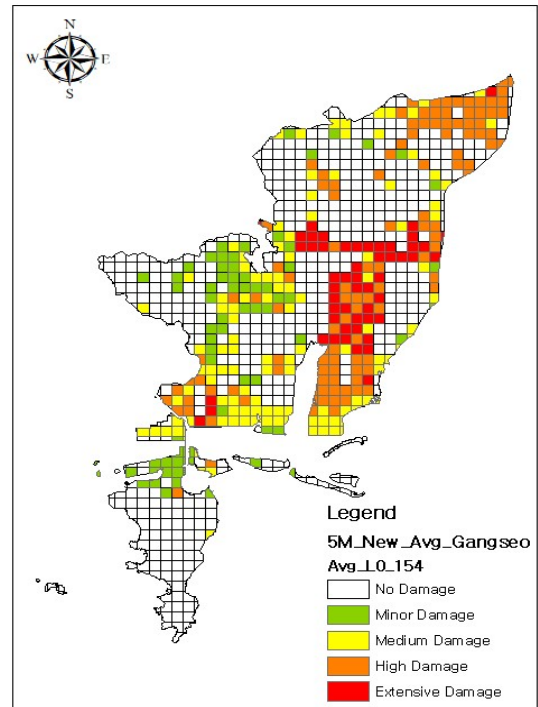 N
W E
S
Legend
5M_New_Avg_Gangseo
Avg_L0_154
No Damage
Minor Damage
Medium Damage
High Damage
Extensive Damage